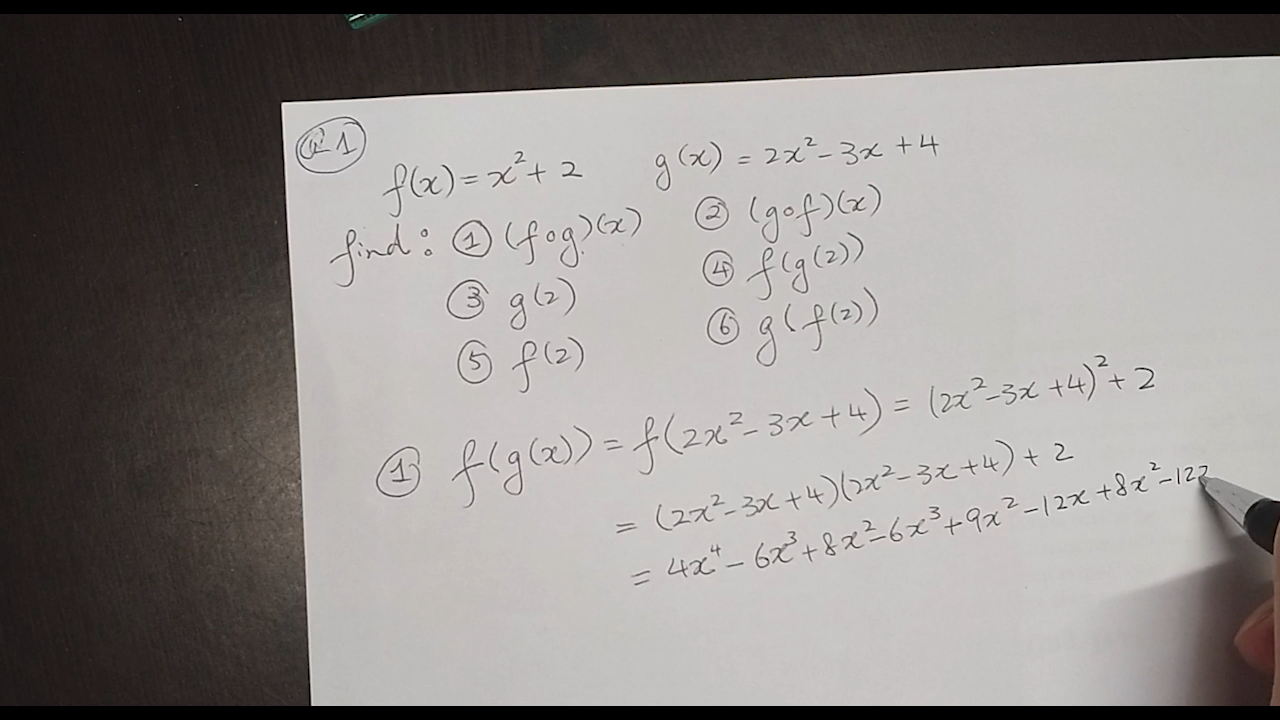 Q1
f(x) = x² + 2 g(x) = 2x² - 3x + 4
find: ① (fog)(x) ② (gof)(x)
③ g(2) ④ f(g(2))
⑤ f(2) ⑥ g(f(2))
① f(g(x)) = f(2x² - 3x + 4) = (2x² - 3x + 4)² + 2
= (2x² - 3x + 4)(2x² - 3x + 4) + 2
= 4x⁴ - 6x³ + 8x² - 6x³ + 9x² - 12x + 8x² - 12